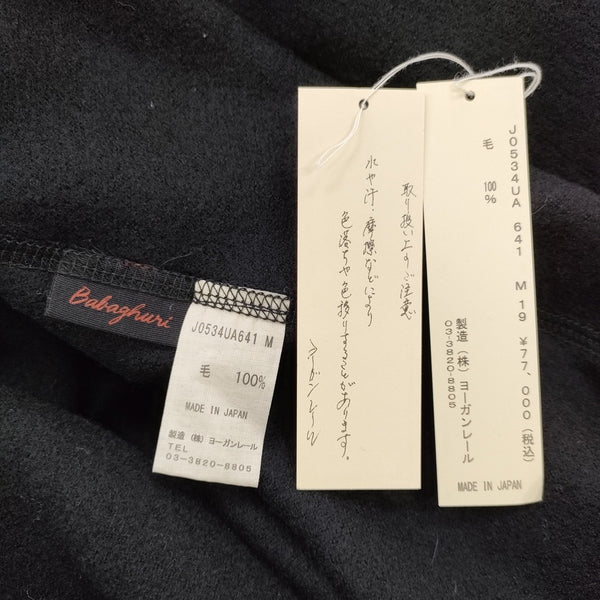 Babaghuri
J0534UA641 M
毛 100%
MADE IN JAPAN
製造 (株) ヨーガンレール
TEL
03-3820-8805
取り扱い上のご注意
水や汗、摩擦などにより
色落ちや色移りすることがあります。
ヨーガンレール
J0534UA 641 M 19 ¥77,000(税込)
毛 100%
製造 (株) ヨーガンレール
03-3820-8805
MADE IN JAPAN